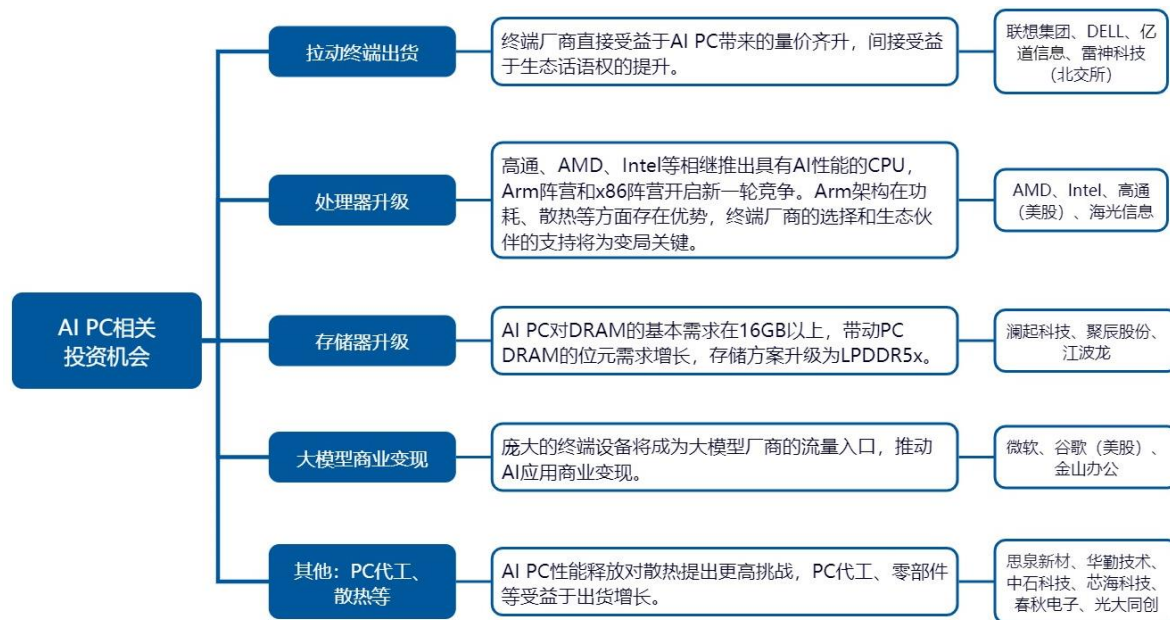 拉动终端出货
终端厂商直接受益于AI PC带来的量价齐升，间接受益
于生态话语权的提升。
联想集团、DELL、亿
道信息、雷神科技
（北交所）
处理器升级
高通、AMD、Intel等相继推出具有AI性能的CPU，
Arm阵营和x86阵营开启新一轮竞争。Arm架构在功
耗、散热等方面存在优势，终端厂商的选择和生态伙
伴的支持将为变局关键。
AMD、Intel、高通
（美股）、海光信息
AI PC相关
投资机会
存储器升级
AI PC对DRAM的基本需求在16GB以上，带动PC
DRAM的位元需求增长，存储方案升级为LPDDR5x。
澜起科技、聚辰股份、
江波龙
大模型商业变现
庞大的终端设备将成为大模型厂商的流量入口，推动
AI应用商业变现。
微软、谷歌（美股）、
金山办公
其他：PC代工、
散热等
AI PC性能释放对散热提出更高挑战，PC代工、零部件
等受益于出货增长。
思泉新材、华勤技术、
中石科技、芯海科技、
春秋电子、光大同创